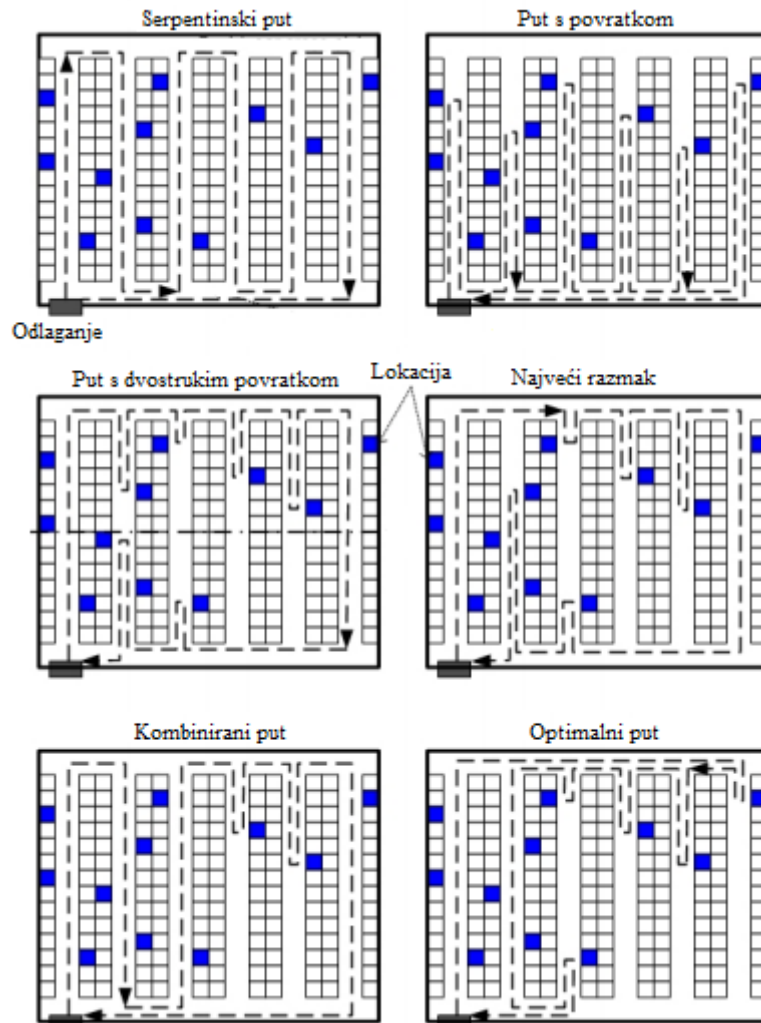 Serpentinski put
Put s povratkom
Odlaganje
Put s dvostrukim povratkom
Lokacija
Najveći razmak
Kombinirani put
Optimalni put